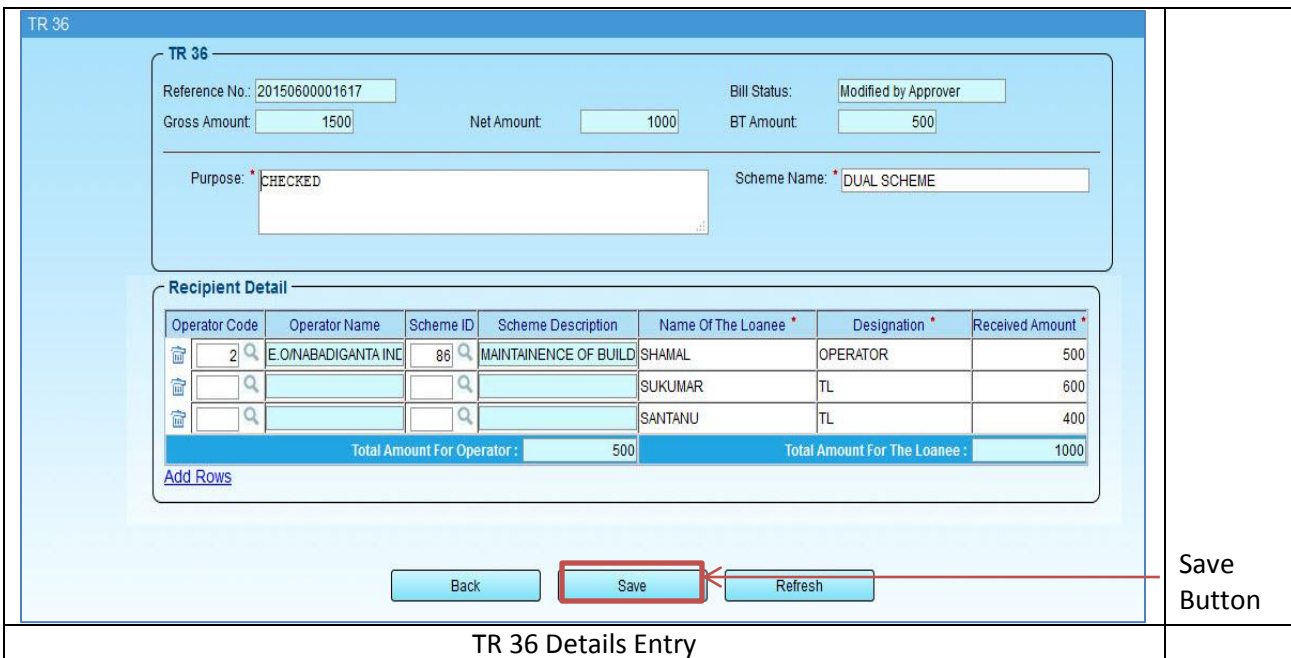 TR 36
TR 36
Reference No.: 20150600001617 Bill Status: Modified by Approver
Gross Amount: 1500 Net Amount: 1000 BT Amount: 500
Purpose: * CHECKED Scheme Name: * DUAL SCHEME
Recipient Detail
Operator Code Operator Name Scheme ID Scheme Description Name Of The Loanee * Designation * Received Amount *
2 E.O/NABADIGANTA IND 86 MAINTAINENCE OF BUILD SHAMAL OPERATOR 500
SUKUMAR TL 600
SANTANU TL 400
Total Amount For Operator : 500 Total Amount For The Loanee : 1000
Add Rows
Back Save Refresh
Save
Button
TR 36 Details Entry